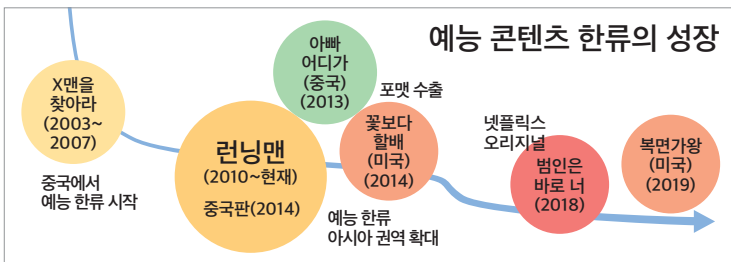 예능 콘텐츠 한류의 성장
X맨을
찾아라
(2003~
2007)
중국에서
예능 한류 시작
런닝맨
(2010~현재)
중국판(2014)
아빠
어디가
(중국)
(2013)
포맷 수출
꽃보다
할배
(미국)
(2014)
예능 한류
아시아 권역 확대
넷플릭스
오리지널
범인은
바로 너
(2018)
복면가왕
(미국)
(2019)